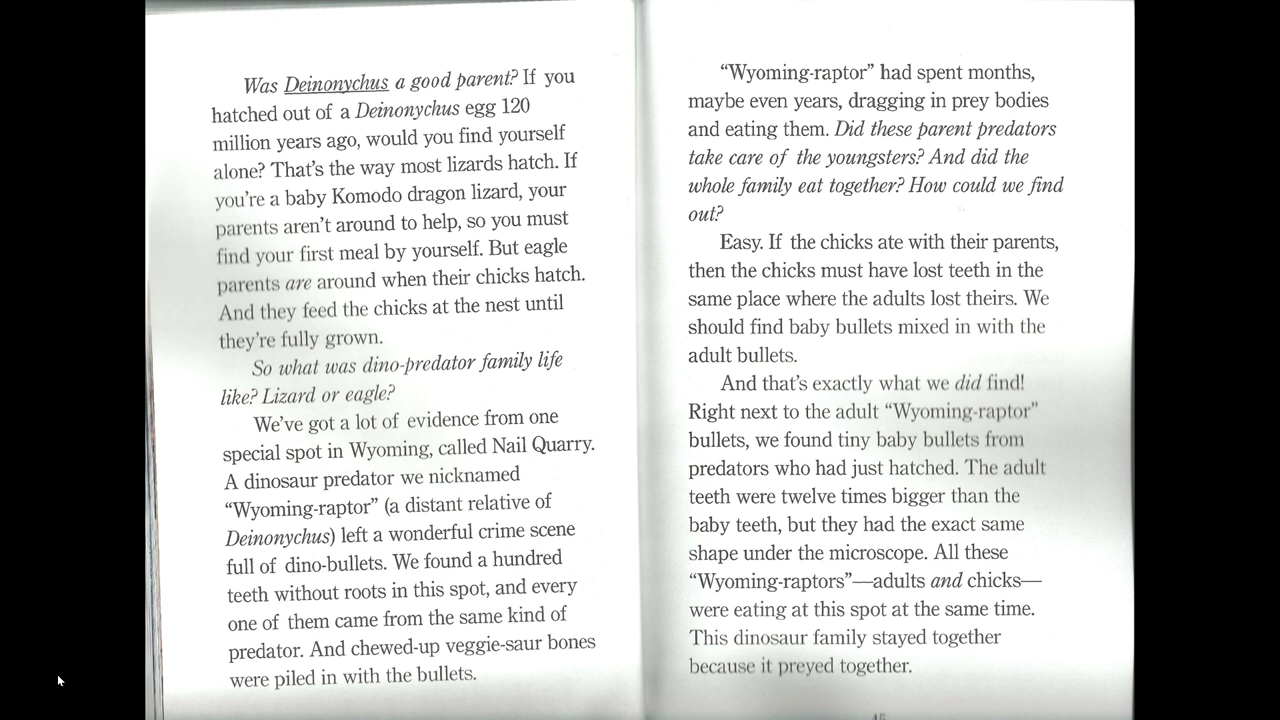 Was Deinonychus a good parent? If you
hatched out of a Deinonychus egg 120
million years ago, would you find yourself
alone? That's the way most lizards hatch. If
you're a baby Komodo dragon lizard, your
parents aren't around to help, so you must
find your first meal by yourself. But eagle
parents are around when their chicks hatch.
And they feed the chicks at the nest until
they're fully grown.
So what was dino-predator family life
like? Lizard or eagle?
We've got a lot of evidence from one
special spot in Wyoming, called Nail Quarry.
A dinosaur predator we nicknamed
“Wyoming-raptor” (a distant relative of
Deinonychus) left a wonderful crime scene
full of dino-bullets. We found a hundred
teeth without roots in this spot, and every
one of them came from the same kind of
predator. And chewed-up veggie-saur bones
were piled in with the bullets.
“Wyoming-raptor” had spent months,
maybe even years, dragging in prey bodies
and eating them. Did these parent predators
take care of the youngsters? And did the
whole family eat together? How could we find
out?
Easy. If the chicks ate with their parents,
then the chicks must have lost teeth in the
same place where the adults lost theirs. We
should find baby bullets mixed in with the
adult bullets.
And that's exactly what we did find!
Right next to the adult “Wyoming-raptor”
bullets, we found tiny baby bullets from
predators who had just hatched. The adult
teeth were twelve times bigger than the
baby teeth, but they had the exact same
shape under the microscope. All these
“Wyoming-raptors”—adults and chicks—
were eating at this spot at the same time.
This dinosaur family stayed together
because it preyed together.